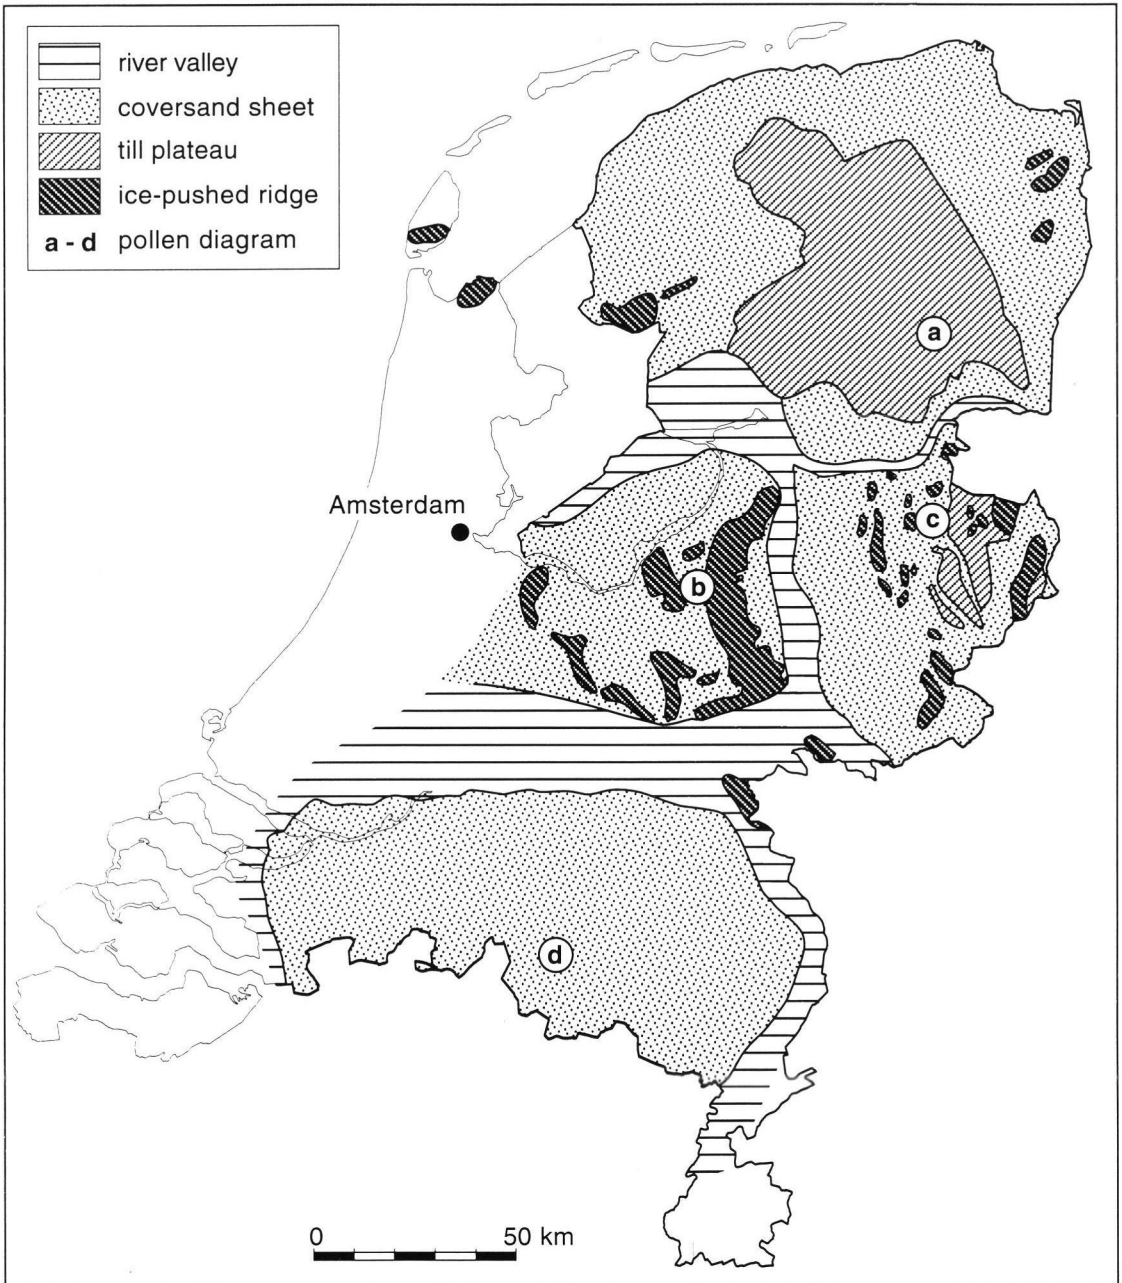 river valley
coversand sheet
till plateau
ice-pushed ridge
a - d pollen diagram
a
Amsterdam
c
b
d
0 50 km